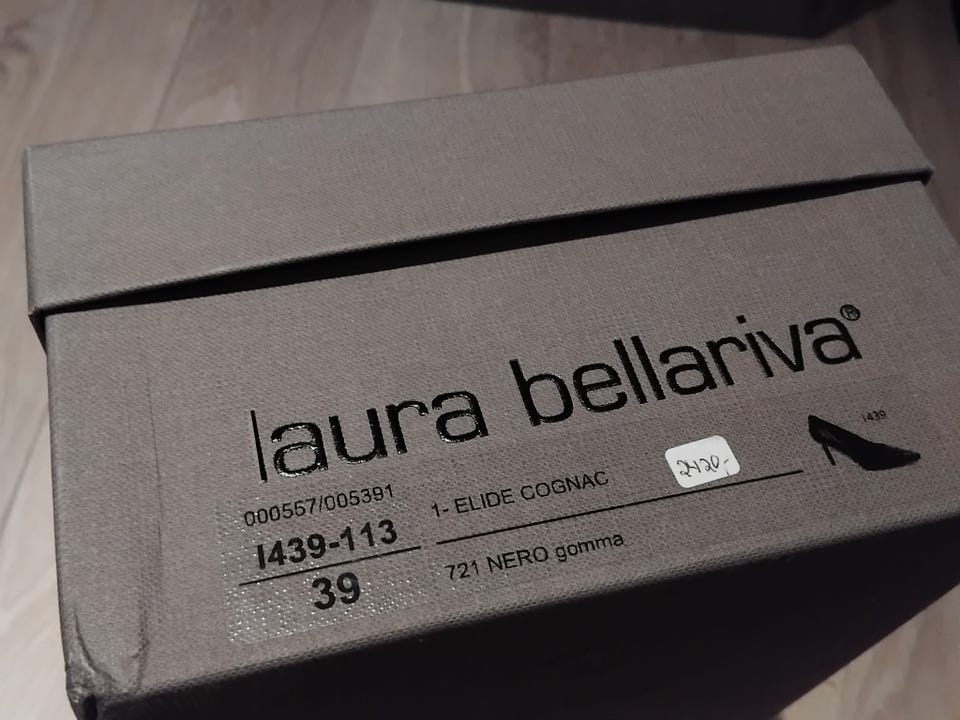 laura bellariva®
000557/005391
I439-113
39
1- ELIDE COGNAC
721 NERO gomma
2420,-
I439